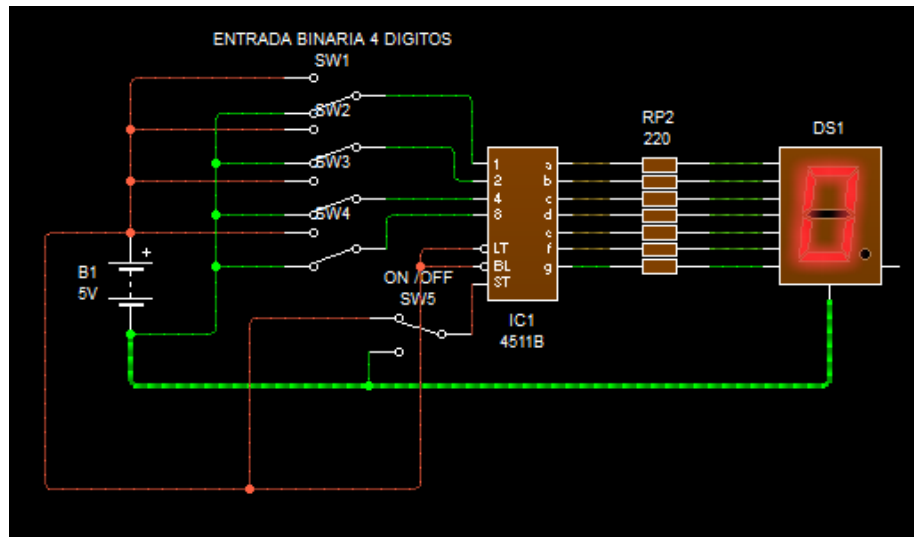 ENTRADA BINARIA 4 DIGITOS
SW1
SW2
SW3
SW4
B1
5V
+
ON /OFF
SW5
1
2
4
8
LT
BL
ST
a
b
c
d
e
f
g
IC1
4511B
RP2
220
DS1
0